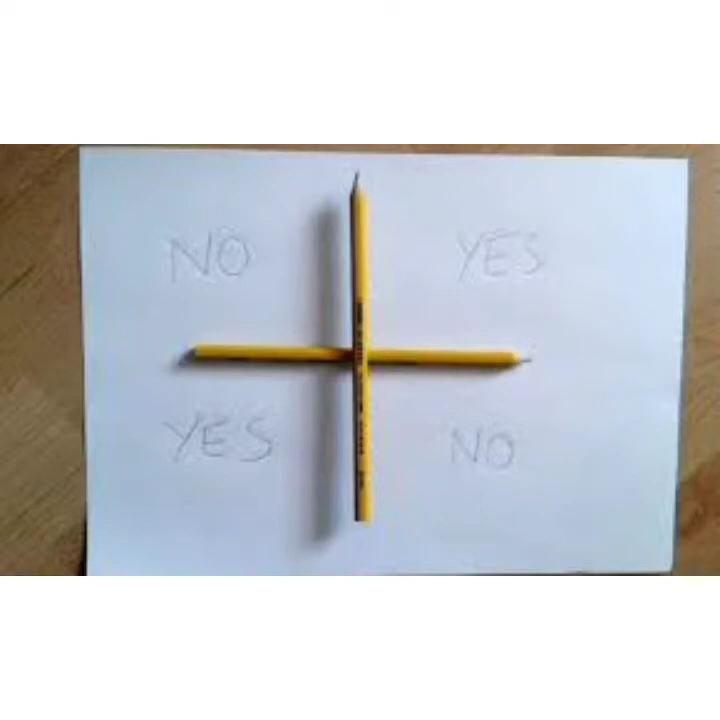 NO YES
YES NO